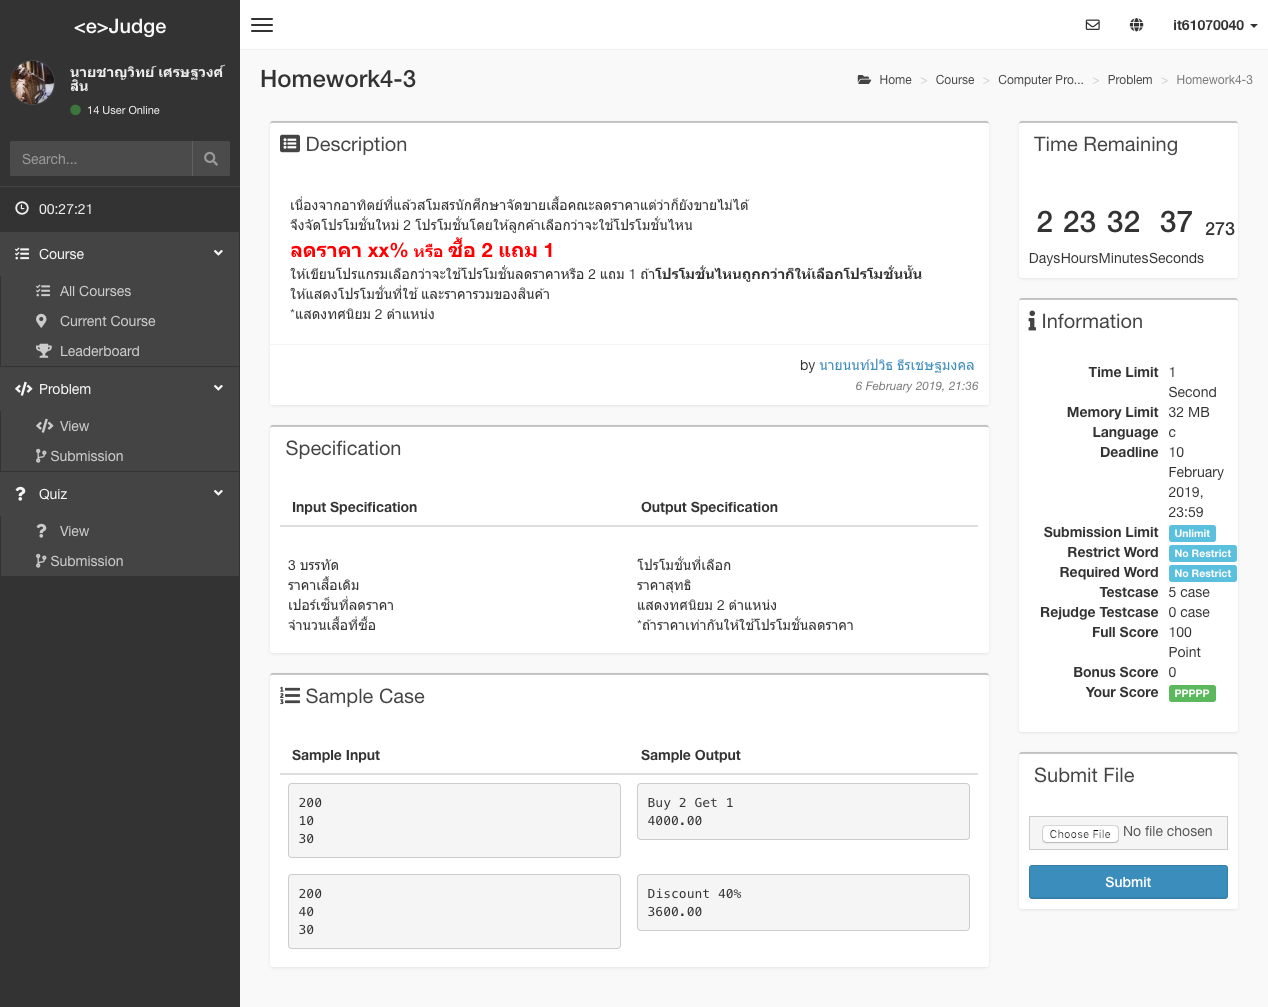 <e>Judge
นายชาญวิทย์ เศรษฐวงศ์
สิน
14 User Online
Search...
00:27:21
Course
All Courses
Current Course
Leaderboard
Problem
View
Submission
Quiz
View
Submission
it61070040
Homework4-3
Home > Course > Computer Pro... > Problem > Homework4-3
Description
เนื่องจากอาทิตย์ที่แล้วสโมสรนักศึกษาจัดขายเสื้อคณะลดราคาแต่ว่าก็ยังขายไม่ได้
จึงจัดโปรโมชั่นใหม่ 2 โปรโมชั่นโดยให้ลูกค้าเลือกว่าจะใช้โปรโมชั่นไหน
ลดราคา xx% หรือ ซื้อ 2 แถม 1
ให้เขียนโปรแกรมเลือกว่าจะใช้โปรโมชั่นลดราคาหรือ 2 แถม 1 ถ้าโปรโมชั่นไหนถูกกว่าก็ให้เลือกโปรโมชั่นนั้น
ให้แสดงโปรโมชั่นที่ใช้ และราคารวมของสินค้า
*แสดงทศนิยม 2 ตำแหน่ง
by นายนนท์ปวิธ ธีรเชษฐมงคล
6 February 2019, 21:36
Specification
Input Specification
3 บรรทัด
ราคาเสื้อเดิม
เปอร์เซ็นที่ลดราคา
จำนวนเสื้อที่ซื้อ
Output Specification
โปรโมชั่นที่เลือก
ราคาสุทธิ
แสดงทศนิยม 2 ตำแหน่ง
*ถ้าราคาเท่ากันให้ใช้โปรโมชั่นลดราคา
Sample Case
Sample Input
Sample Output
200
10
30
Buy 2 Get 1
4000.00
200
40
30
Discount 40%
3600.00
Time Remaining
2 23 32 37 273
DaysHoursMinutesSeconds
Information
Time Limit 1
Second
Memory Limit 32 MB
Language c
Deadline 10
February
2019,
23:59
Submission Limit Unlimit
Restrict Word No Restrict
Required Word No Restrict
Testcase 5 case
Rejudge Testcase 0 case
Full Score 100
Point
Bonus Score 0
Your Score PPPPP
Submit File
Choose File No file chosen
Submit